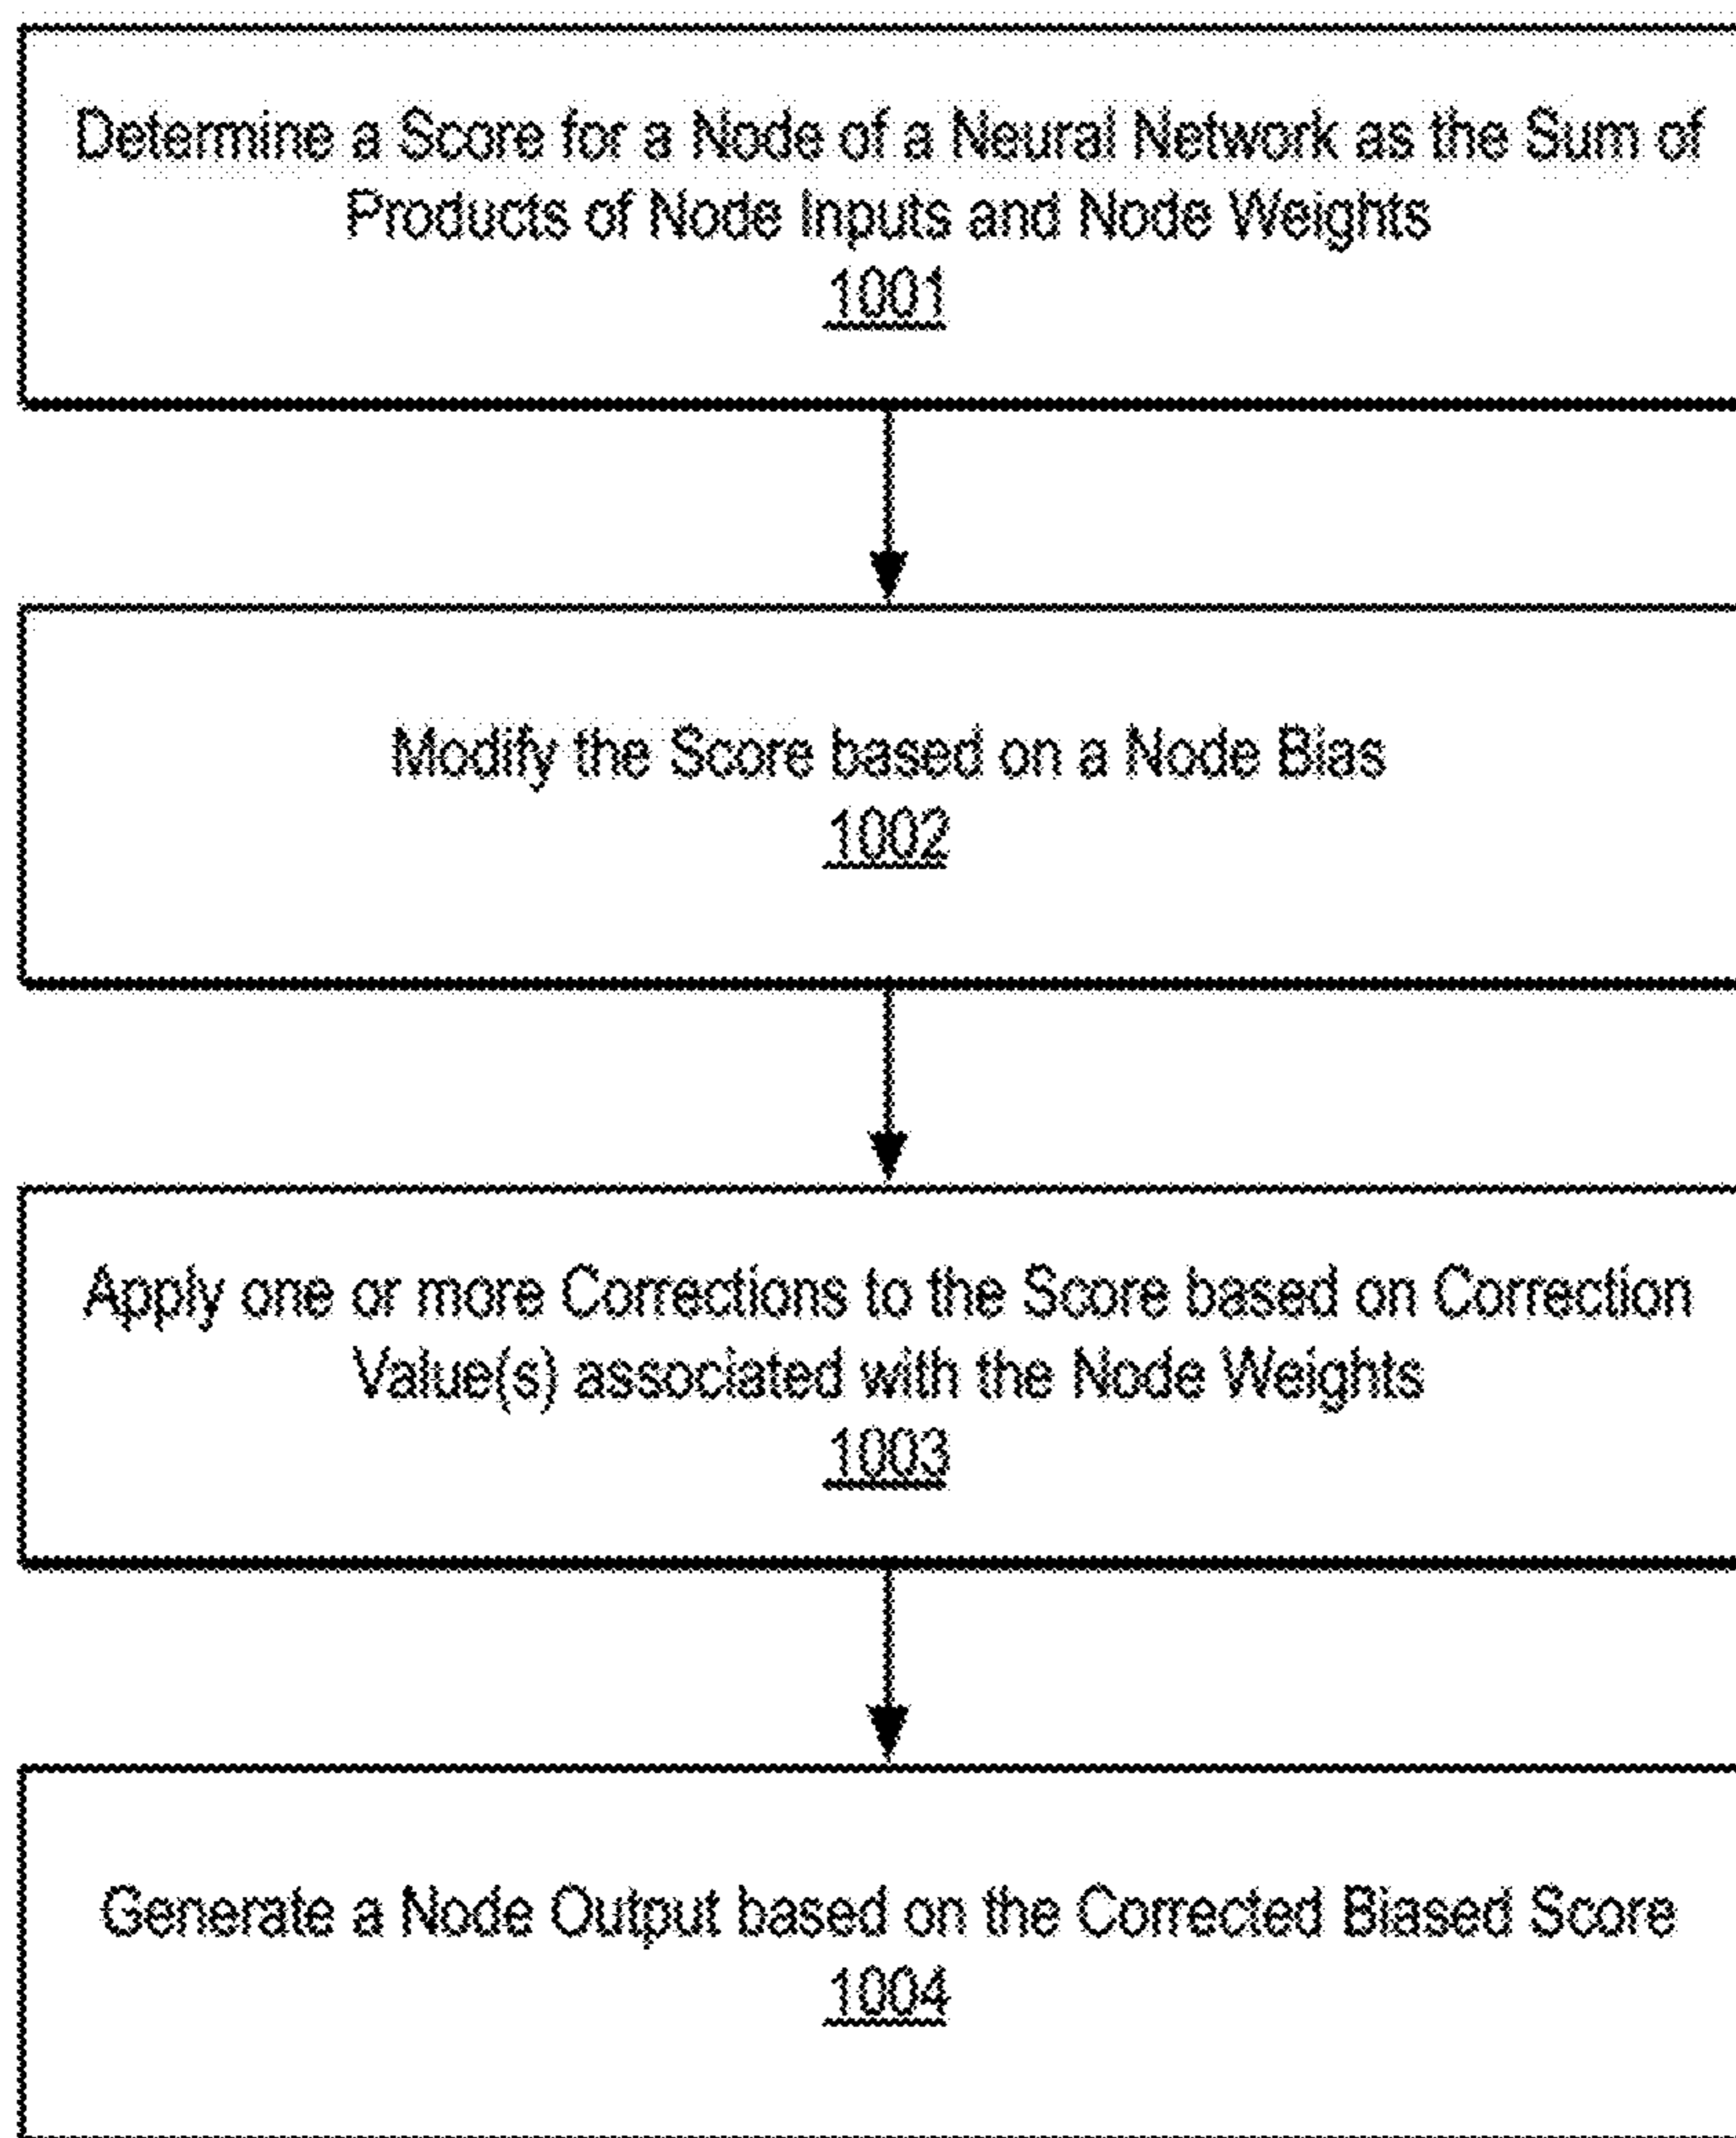 Determine a Score for a Node of a Neural Network as the Sum of
Products of Node Inputs and Node Weights
1001
Modify the Score based on a Node Bias
1002
Apply one or more Corrections to the Score based on Correction
Value(s) associated with the Node Weights
1003
Generate a Node Output based on the Corrected Biased Score
1004